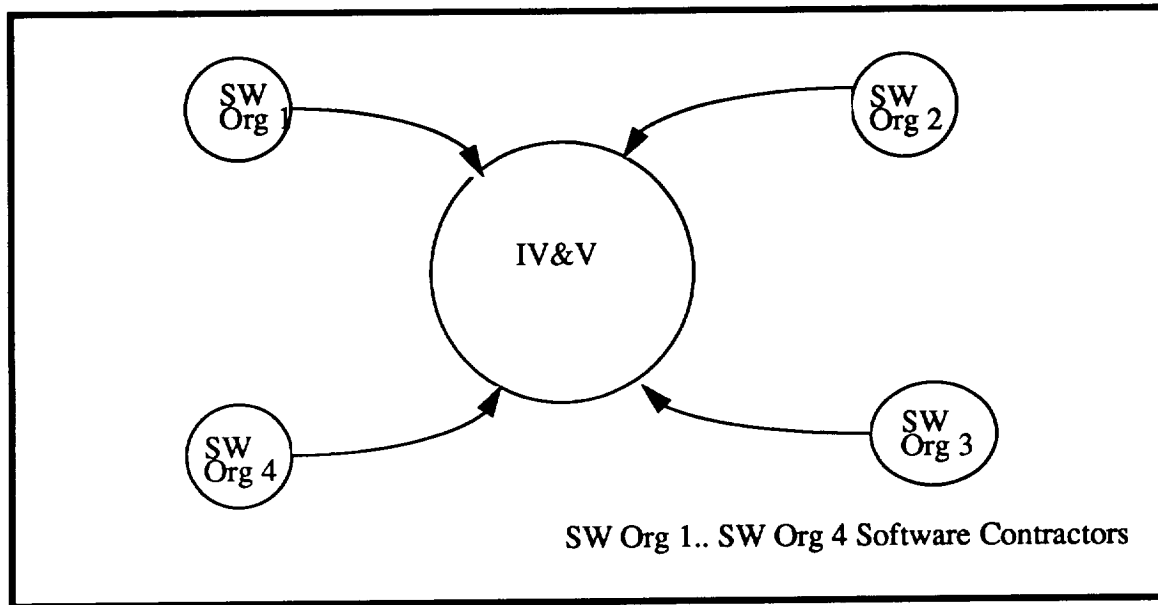 SW
Org 1
SW
Org 2
IV&V
SW
Org 4
SW
Org 3
SW Org 1.. SW Org 4 Software Contractors